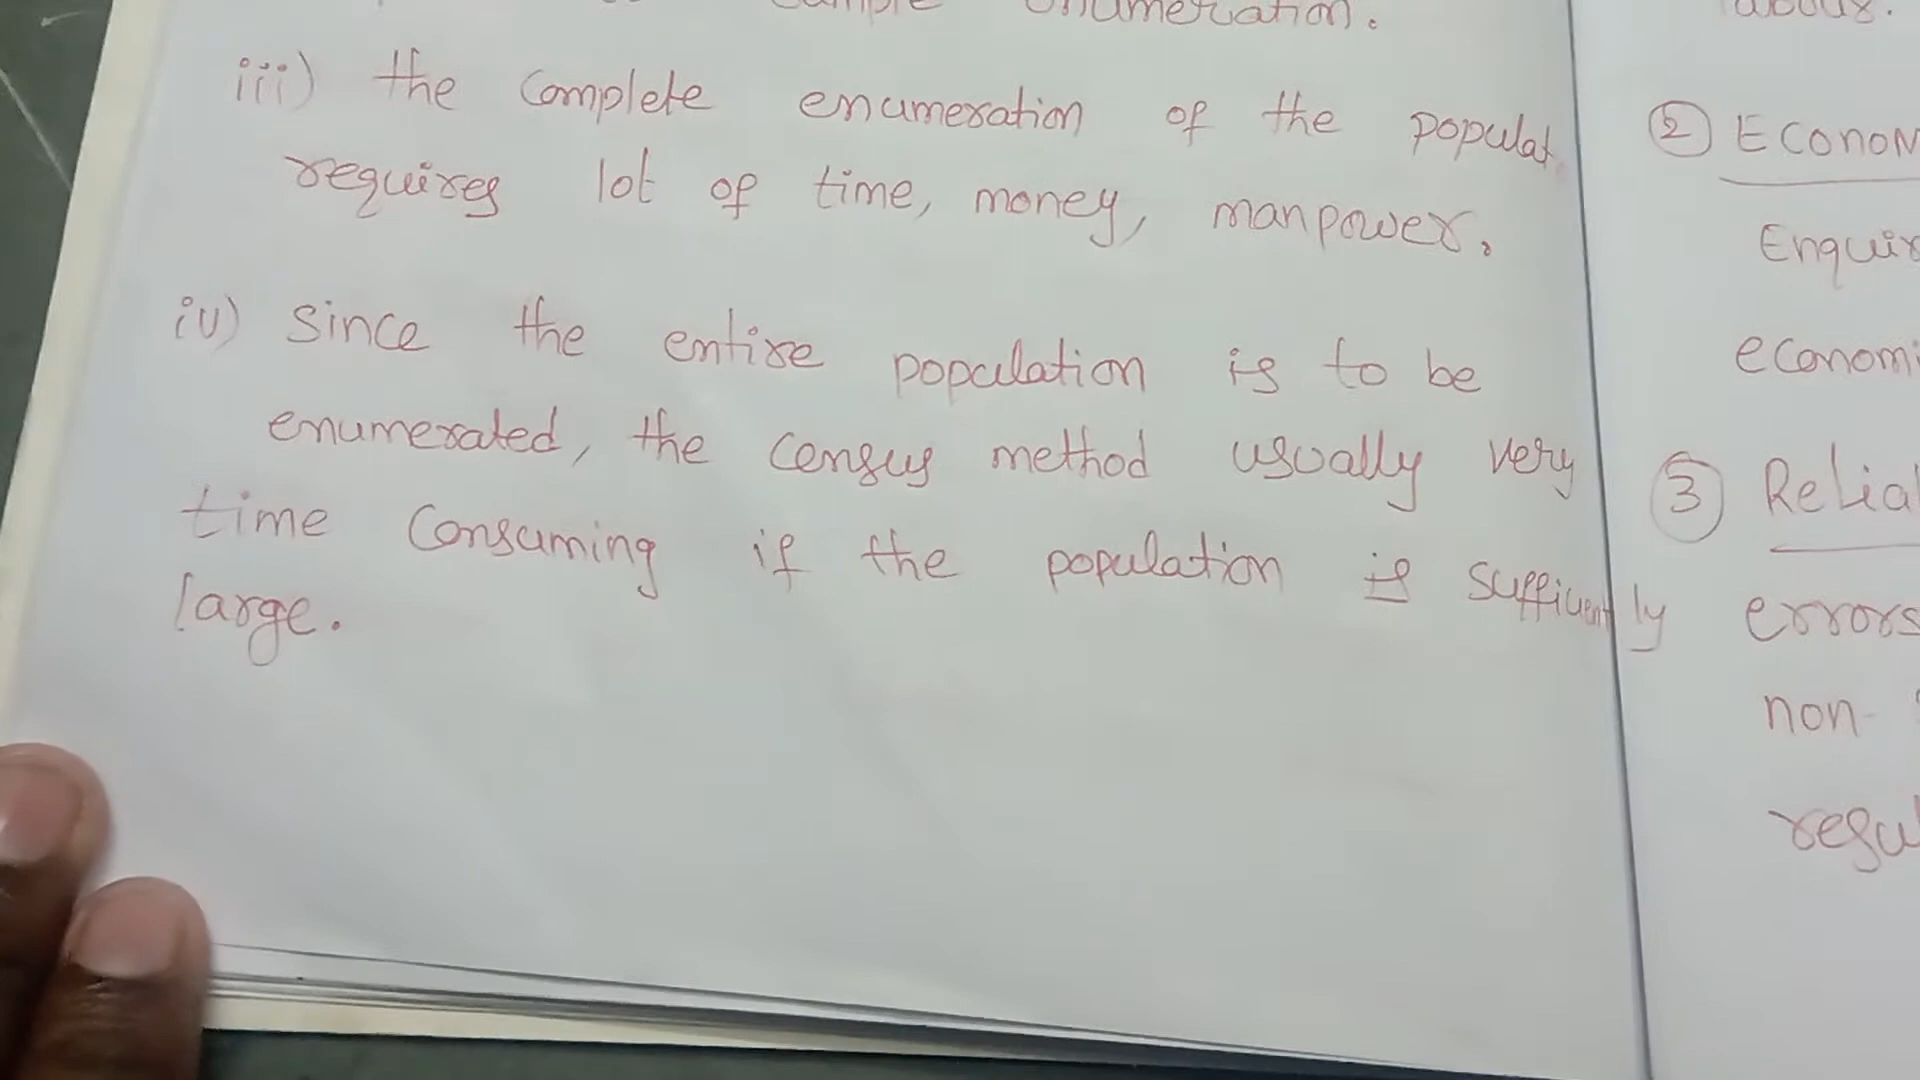 enumeration.
iii) the complete enumeration of the populat
requires lot of time, money, manpower.
iv) since the entire population is to be
enumerated, the census method usually very
time consuming if the population is sufficiently
large.
② ECONOM
Enquir
economi
③ Relia
errors
non-
resu